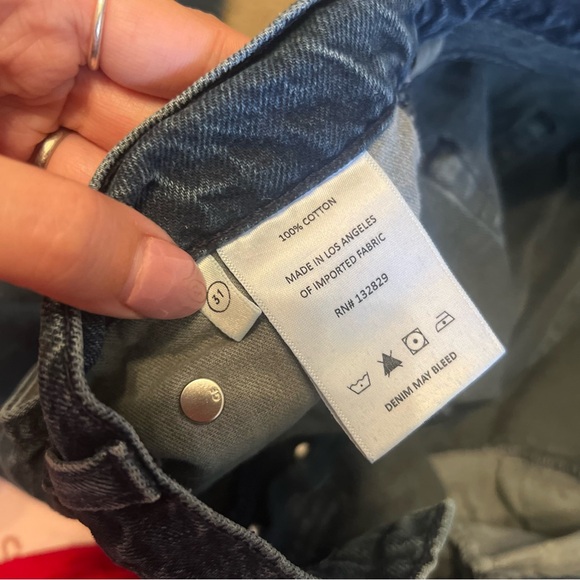 100% COTTON
MADE IN LOS ANGELES
OF IMPORTED FABRIC
RN# 132829
DENIM MAY BLEED
31